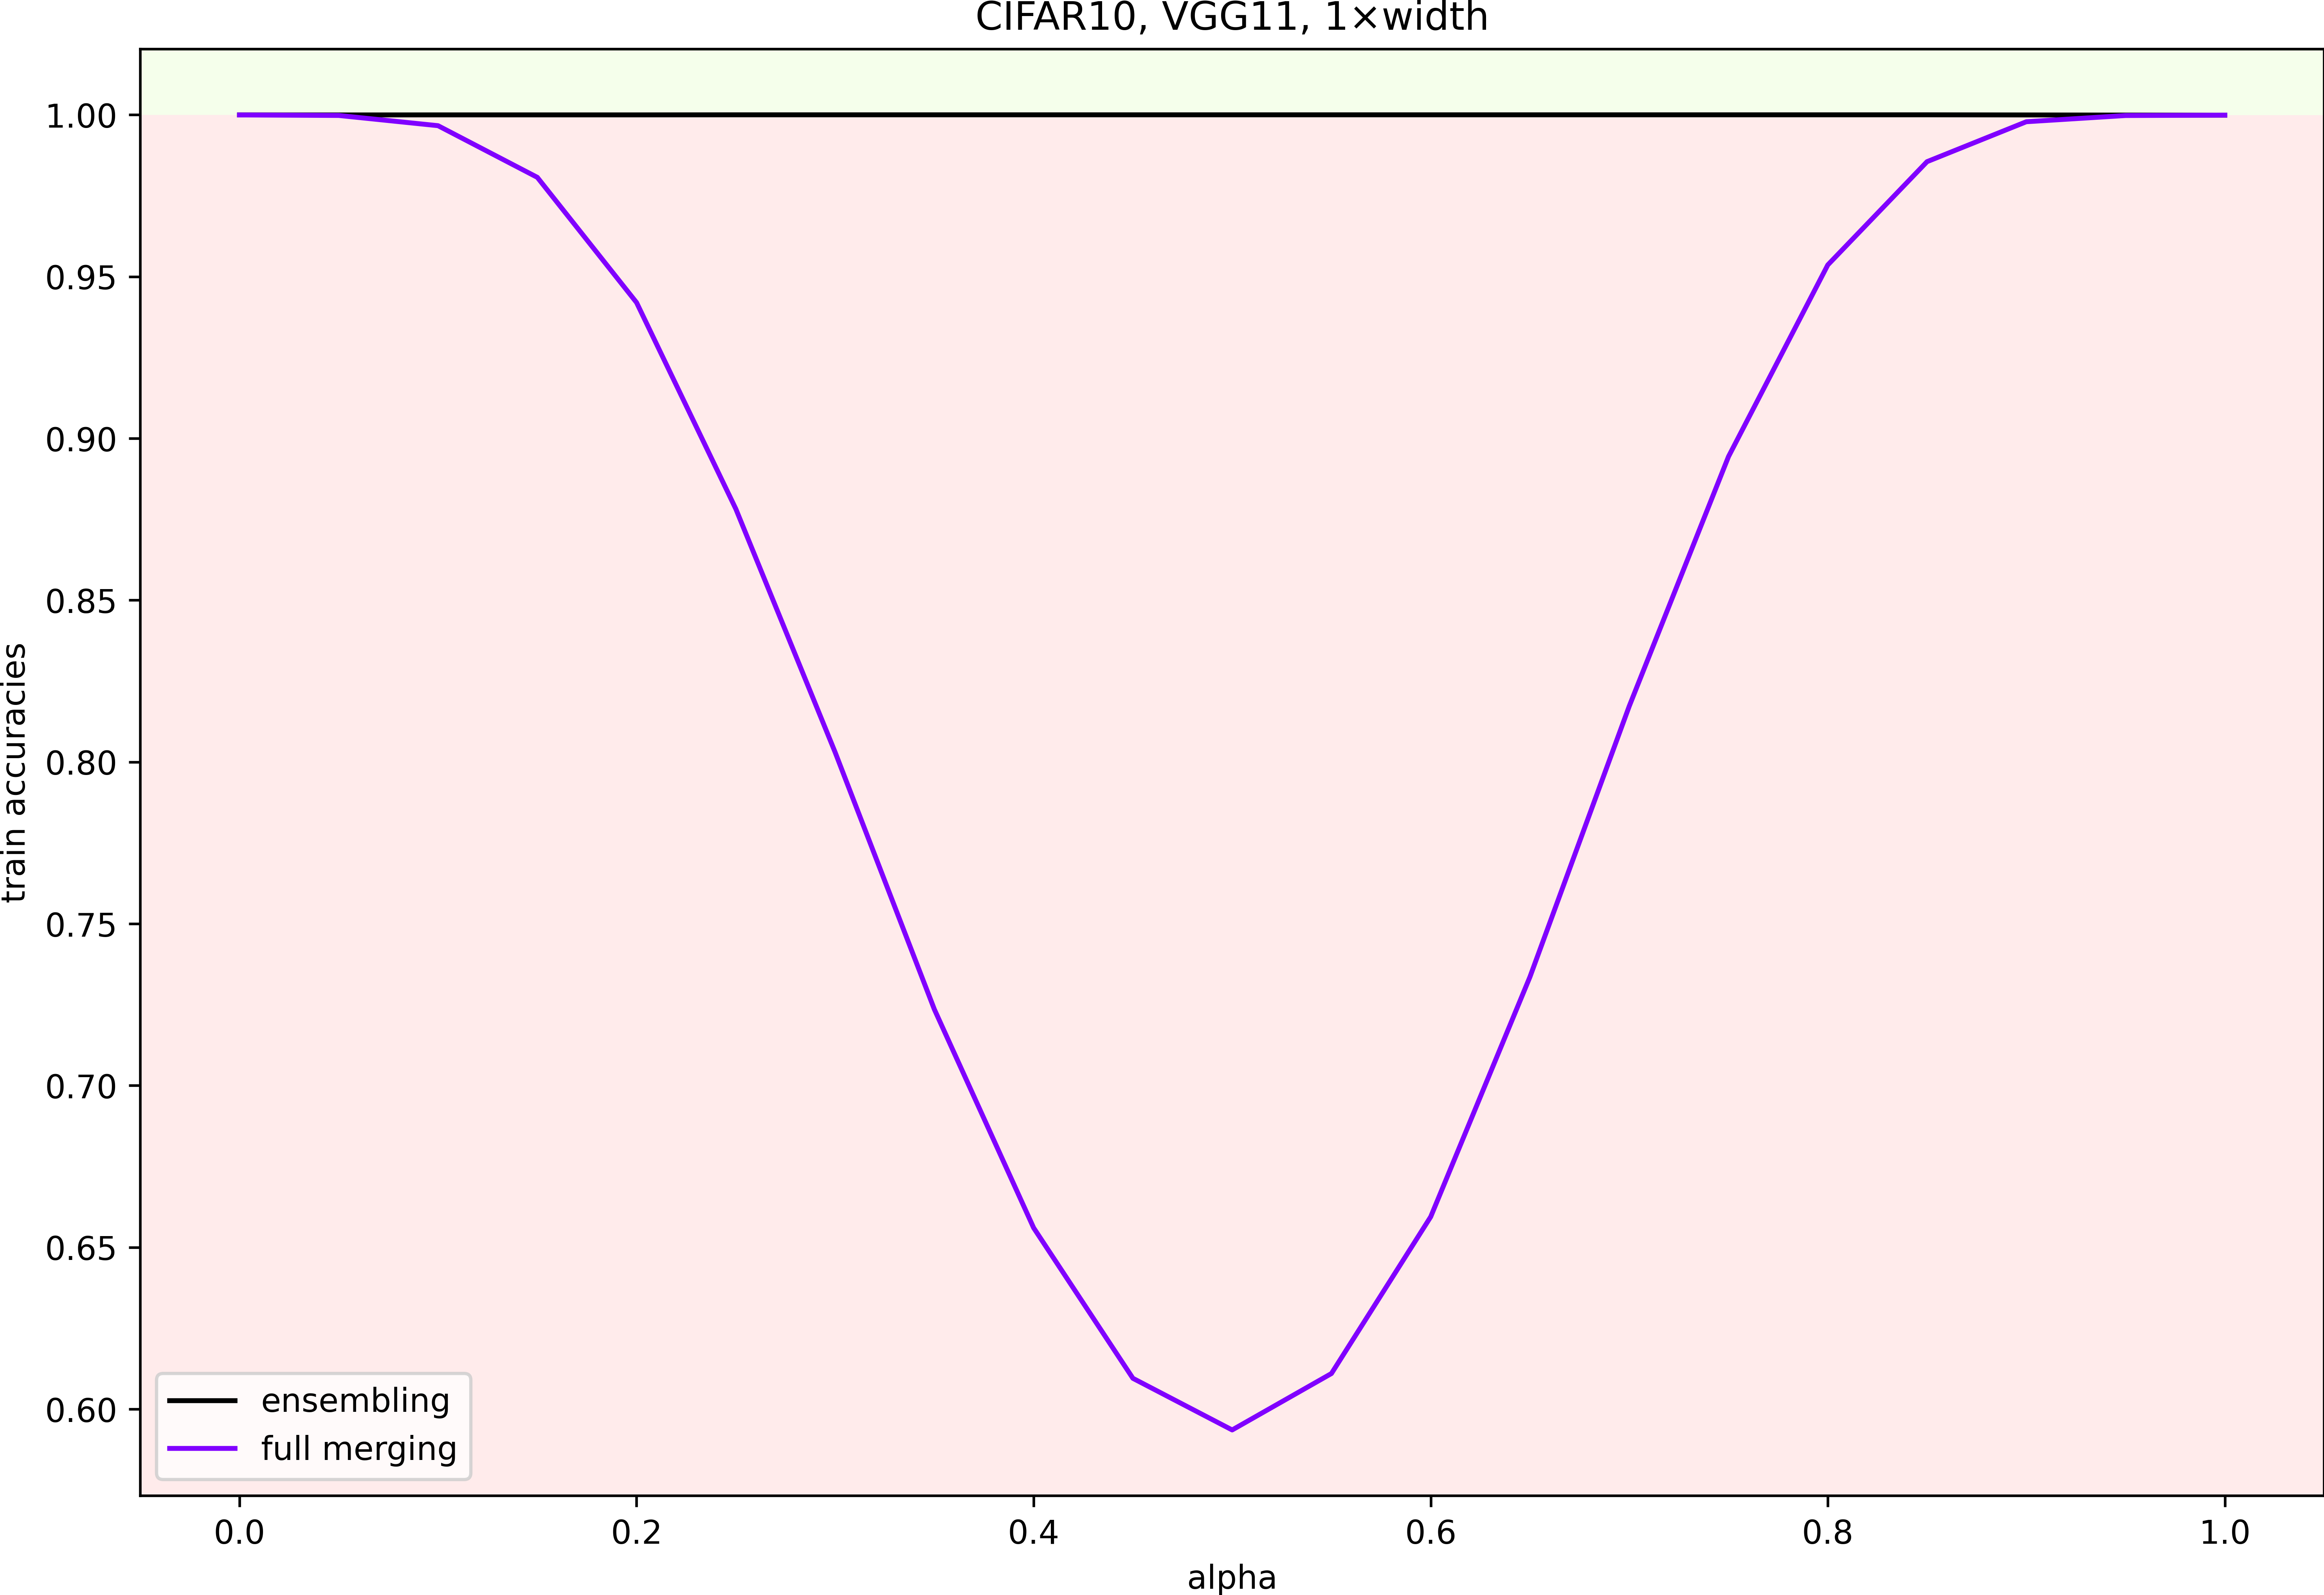 CIFAR10, VGG11, 1×width
1.00
0.95
0.90
0.85
0.80
0.75
0.70
0.65
0.60
train accuracies
ensembling
full merging
0.0 0.2 0.4 0.6 0.8 1.0
alpha